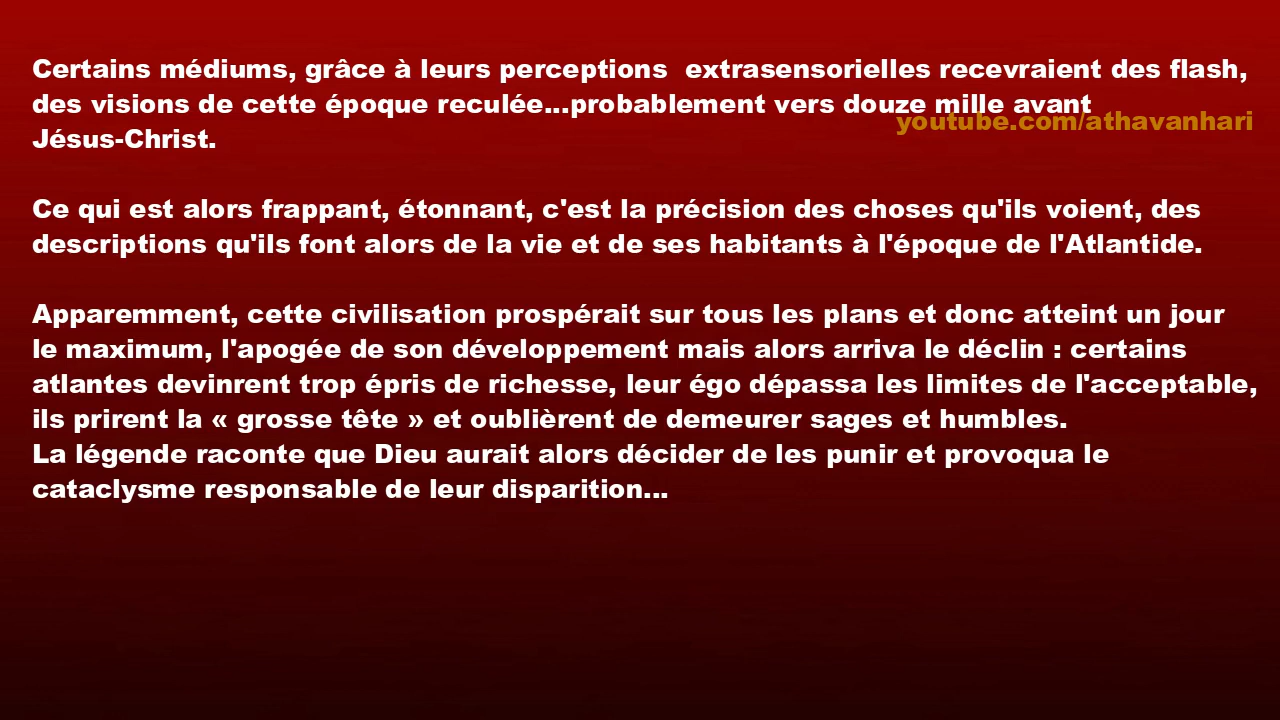 Certains médiums, grâce à leurs perceptions  extrasensorielles recevraient des flash,
des visions de cette époque reculée...probablement vers douze mille avant
youtube.com/athavanhari
Jésus-Christ.
Ce qui est alors frappant, étonnant, c'est la précision des choses qu'ils voient, des
descriptions qu'ils font alors de la vie et de ses habitants à l'époque de l'Atlantide.
Apparemment, cette civilisation prospérait sur tous les plans et donc atteint un jour
le maximum, l'apogée de son développement mais alors arriva le déclin : certains
atlantes devinrent trop épris de richesse, leur égo dépassa les limites de l'acceptable,
ils prirent la « grosse tête » et oublièrent de demeurer sages et humbles.
La légende raconte que Dieu aurait alors décider de les punir et provoqua le
cataclysme responsable de leur disparition...